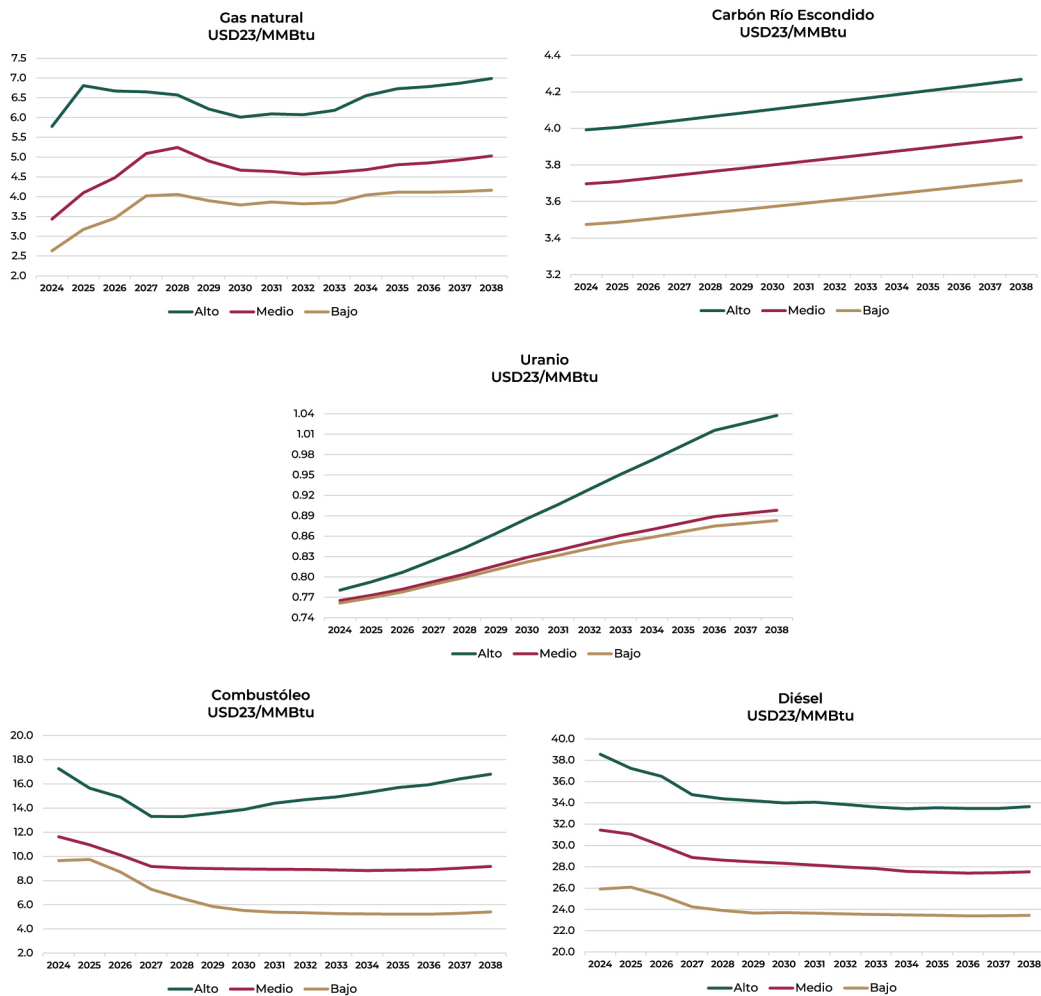 Gas natural
USD23/MMBtu
7.5
7.0
6.5
6.0
5.5
5.0
4.5
4.0
3.5
3.0
2.5
2.0
2024 2025 2026 2027 2028 2029 2030 2031 2032 2033 2034 2035 2036 2037 2038
Alto Medio Bajo
Carbón Río Escondido
USD23/MMBtu
4.4
4.2
4.0
3.8
3.6
3.4
3.2
2024 2025 2026 2027 2028 2029 2030 2031 2032 2033 2034 2035 2036 2037 2038
Alto Medio Bajo
Uranio
USD23/MMBtu
1.04
1.01
0.98
0.95
0.92
0.89
0.86
0.83
0.80
0.77
0.74
2024 2025 2026 2027 2028 2029 2030 2031 2032 2033 2034 2035 2036 2037 2038
Alto Medio Bajo
Combustóleo
USD23/MMBtu
20.0
18.0
16.0
14.0
12.0
10.0
8.0
6.0
4.0
2.0
2024 2025 2026 2027 2028 2029 2030 2031 2032 2033 2034 2035 2036 2037 2038
Alto Medio Bajo
Diésel
USD23/MMBtu
40.0
38.0
36.0
34.0
32.0
30.0
28.0
26.0
24.0
22.0
20.0
2024 2025 2026 2027 2028 2029 2030 2031 2032 2033 2034 2035 2036 2037 2038
Alto Medio Bajo